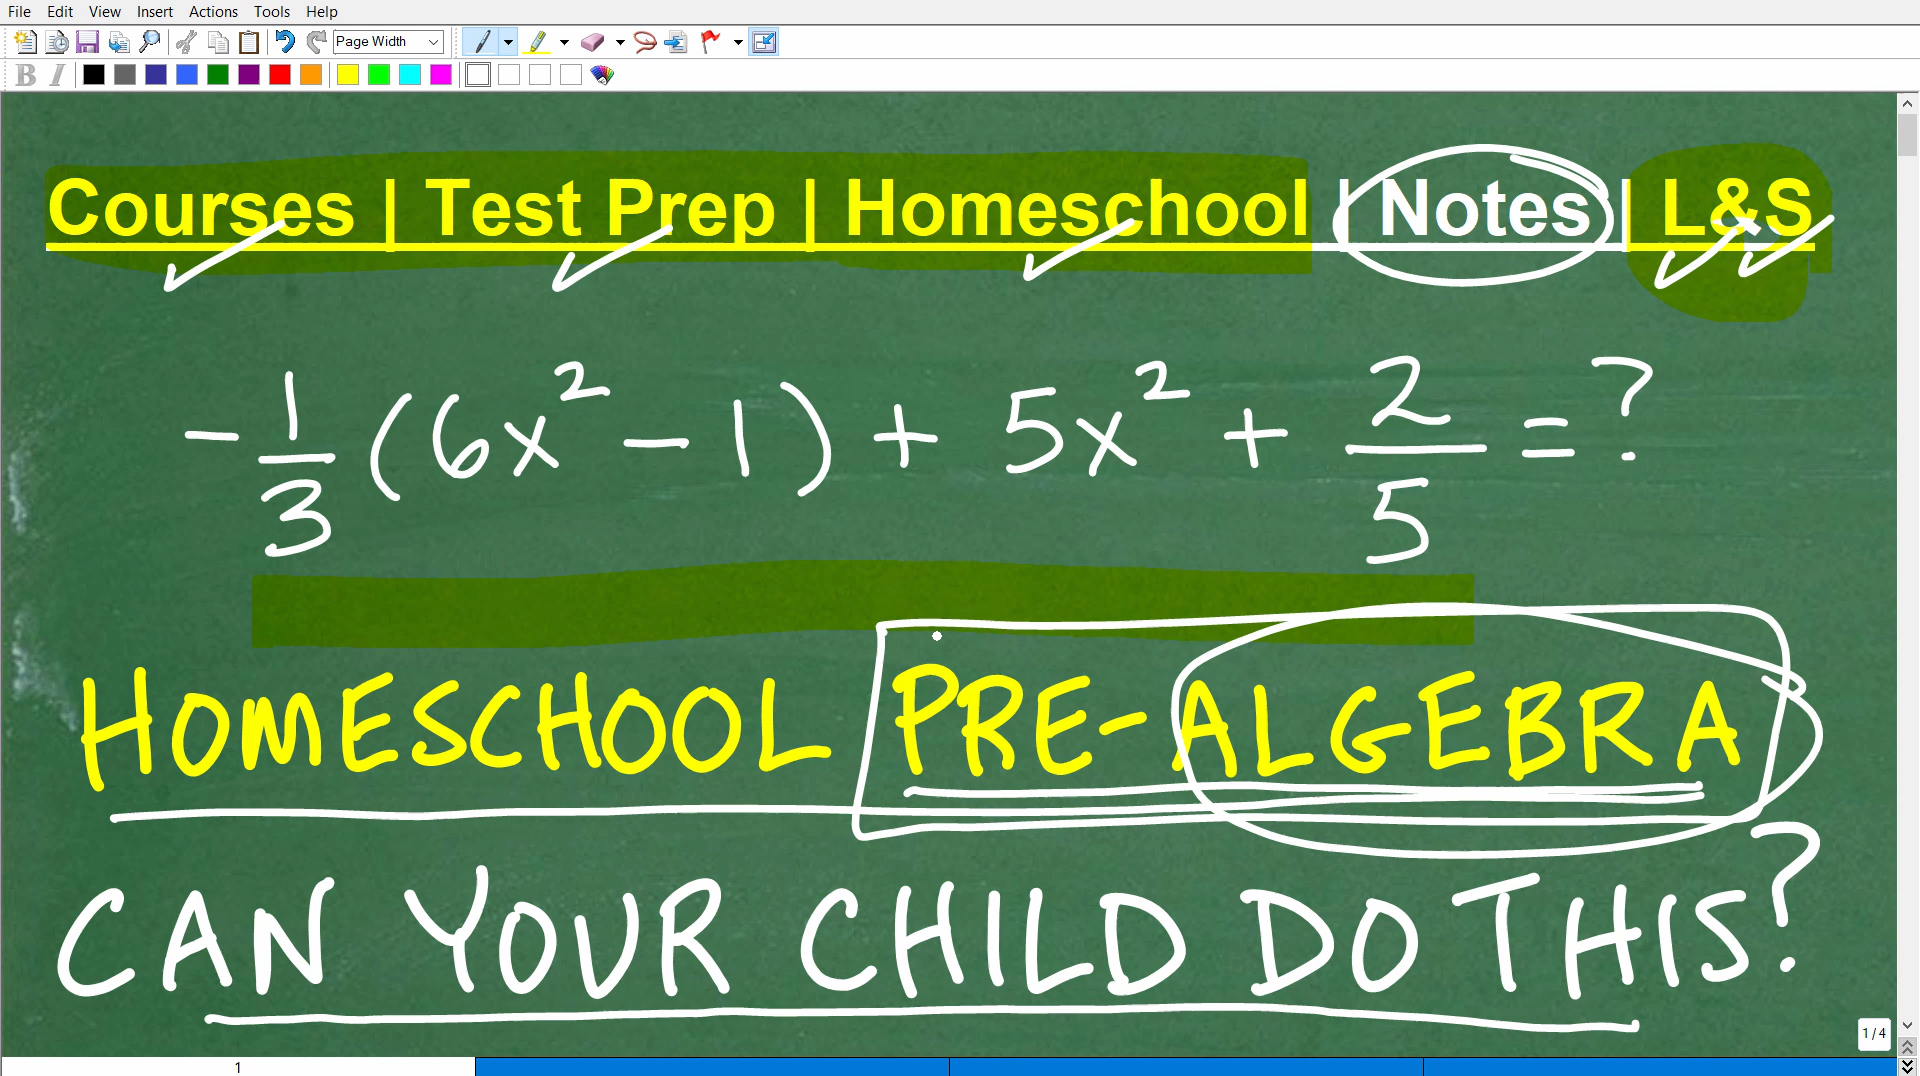 File Edit View Insert Actions Tools Help
Page Width
B I
Courses | Test Prep | Homeschool | Notes | L&S
-1/3 (6x² - 1) + 5x² + 2/5 = ?
HOMESCHOOL PRE-ALGEBRA
CAN YOUR CHILD DO THIS?
1 / 4
1